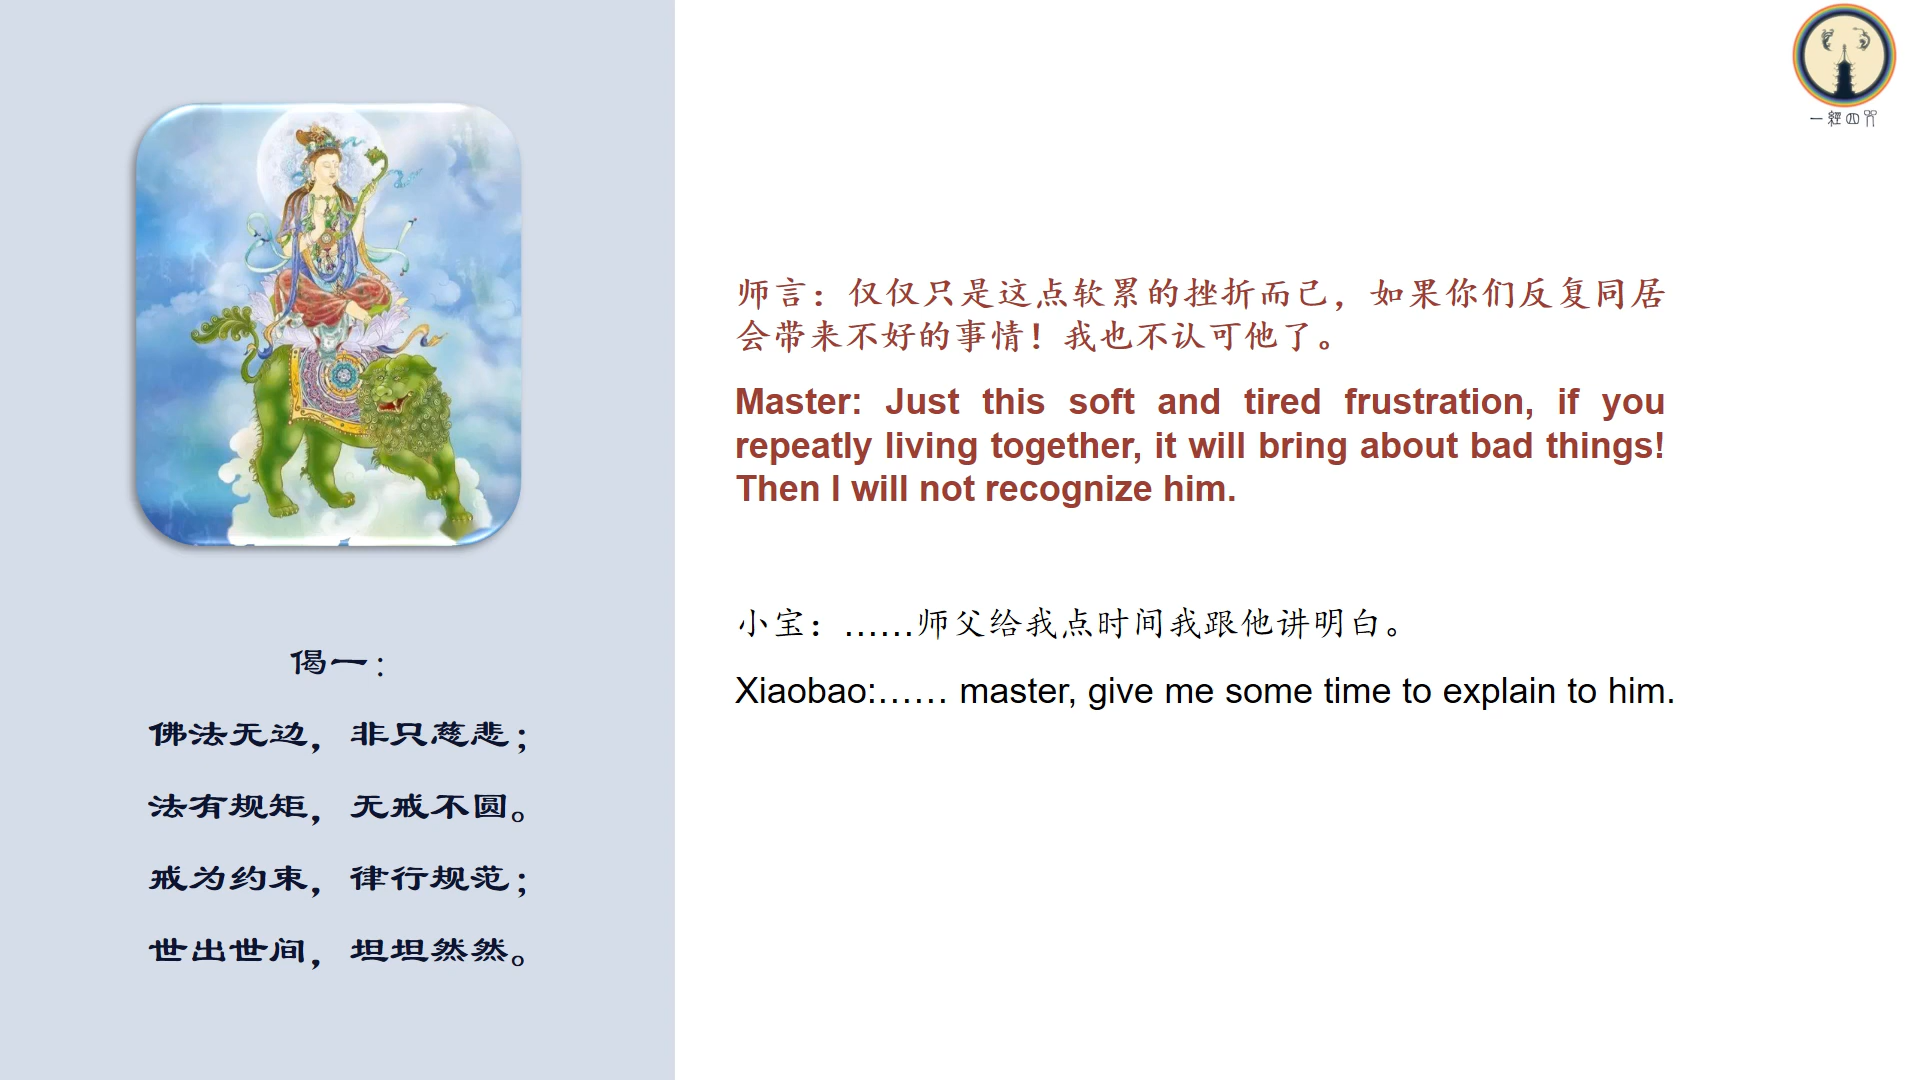 一經四咒
师言：仅仅只是这点软累的挫折而己，如果你们反复同居
会带来不好的事情！我也不认可他了。
Master: Just this soft and tired frustration, if you
repeatly living together, it will bring about bad things!
Then I will not recognize him.
小宝：……师父给我点时间我跟他讲明白。
Xiaobao:…… master, give me some time to explain to him.
偈一：
佛法无边，非只慈悲；
法有规矩，无戒不圆。
戒为约束，律行规范；
世出世间，坦坦然然。